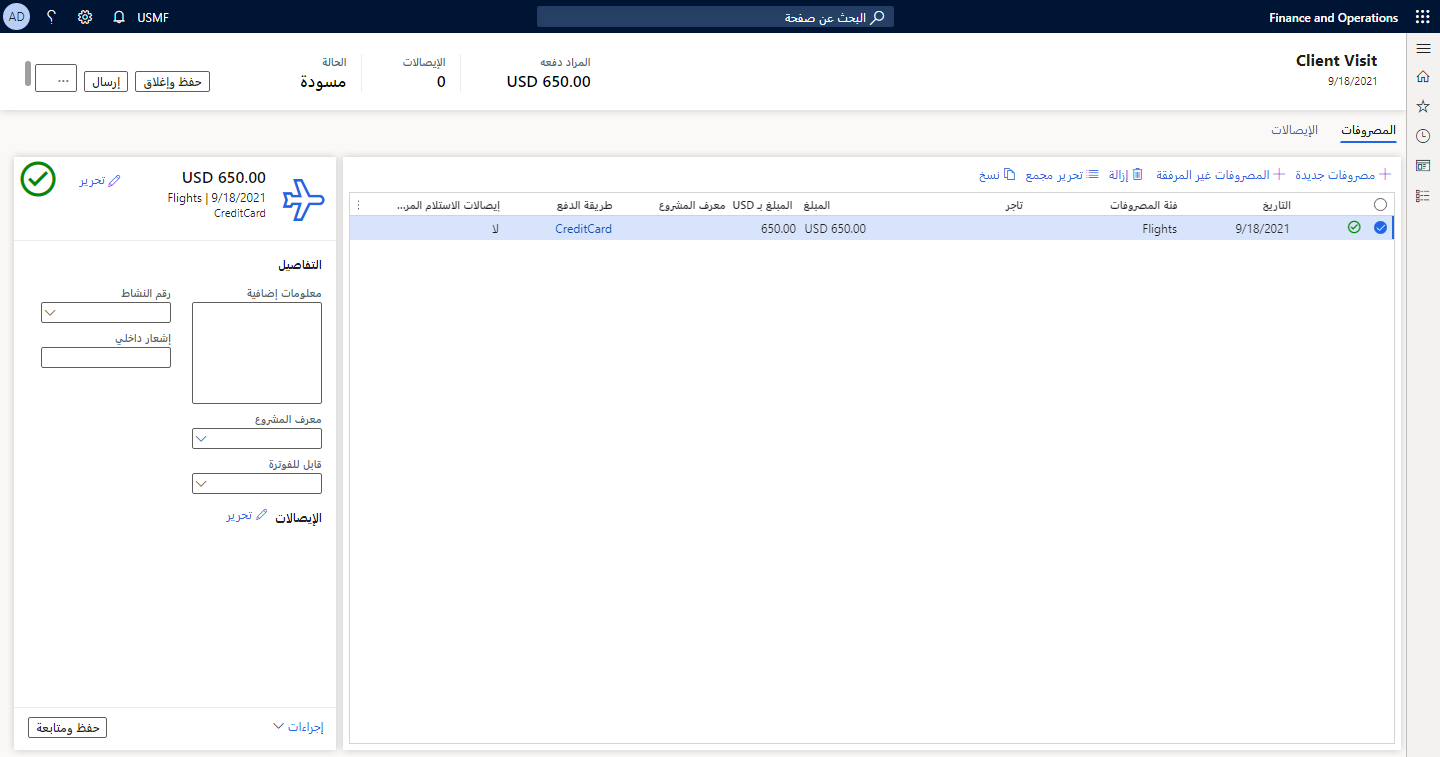 Finance and Operations
البحث عن صفحة
USMF
؟
AD
Client Visit
9/18/2021
المراد دفعه
USD 650.00
الإيصالات
0
الحالة
مسودة
حفظ وإغلاق
إرسال
...
المصروفات
الإيصالات
مصروفات جديدة
المصروفات غير المرفقة
إزالة
تحرير مجمع
نسخ
التاريخ
فئة المصروفات
تاجر
المبلغ
المبلغ بـ USD
معرف المشروع
طريقة الدفع
إيصالات الاستلام المر...
9/18/2021
Flights
USD 650.00
650.00
CreditCard
لا
USD 650.00
Flights | 9/18/2021
CreditCard
تحرير
التفاصيل
معلومات إضافية
رقم النشاط
إشعار داخلي
معرف المشروع
قابل للفوترة
الإيصالات
تحرير
إجراءات
حفظ ومتابعة